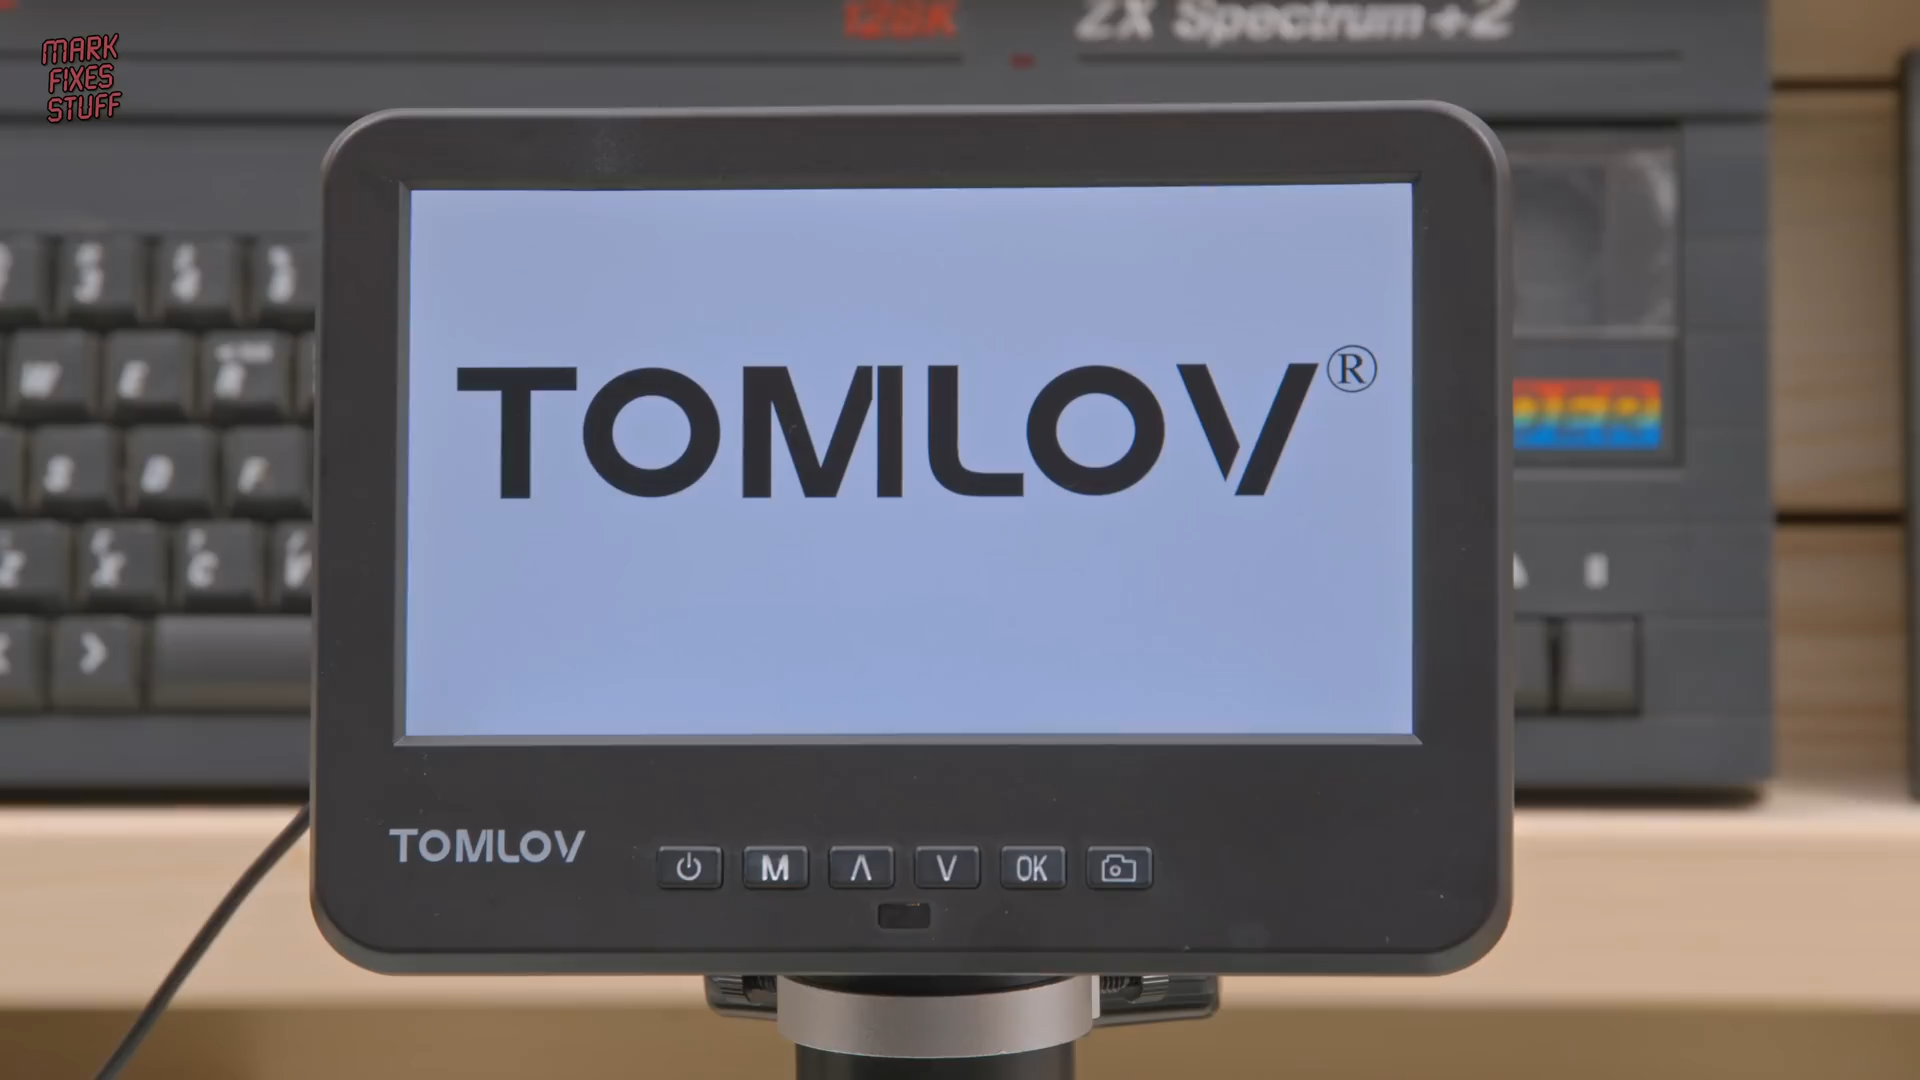 MARK
FIXES
STUFF
128K
ZX Spectrum +2
TOMLOV®
W E R
S D F
Z X C V
TOMLOV
M
OK